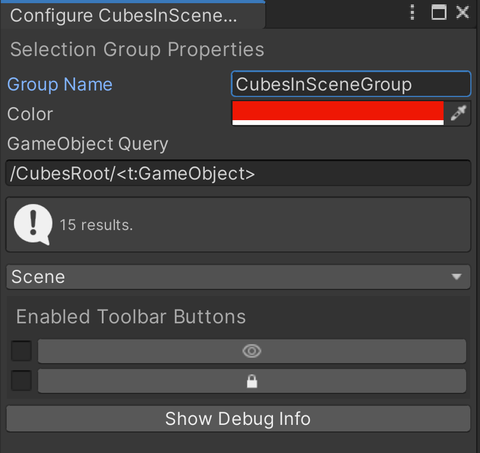 Configure CubesInScene...
Selection Group Properties
Group Name CubesInSceneGroup
Color
GameObject Query
/CubesRoot/<t:GameObject>
15 results.
Scene
Enabled Toolbar Buttons
Show Debug Info